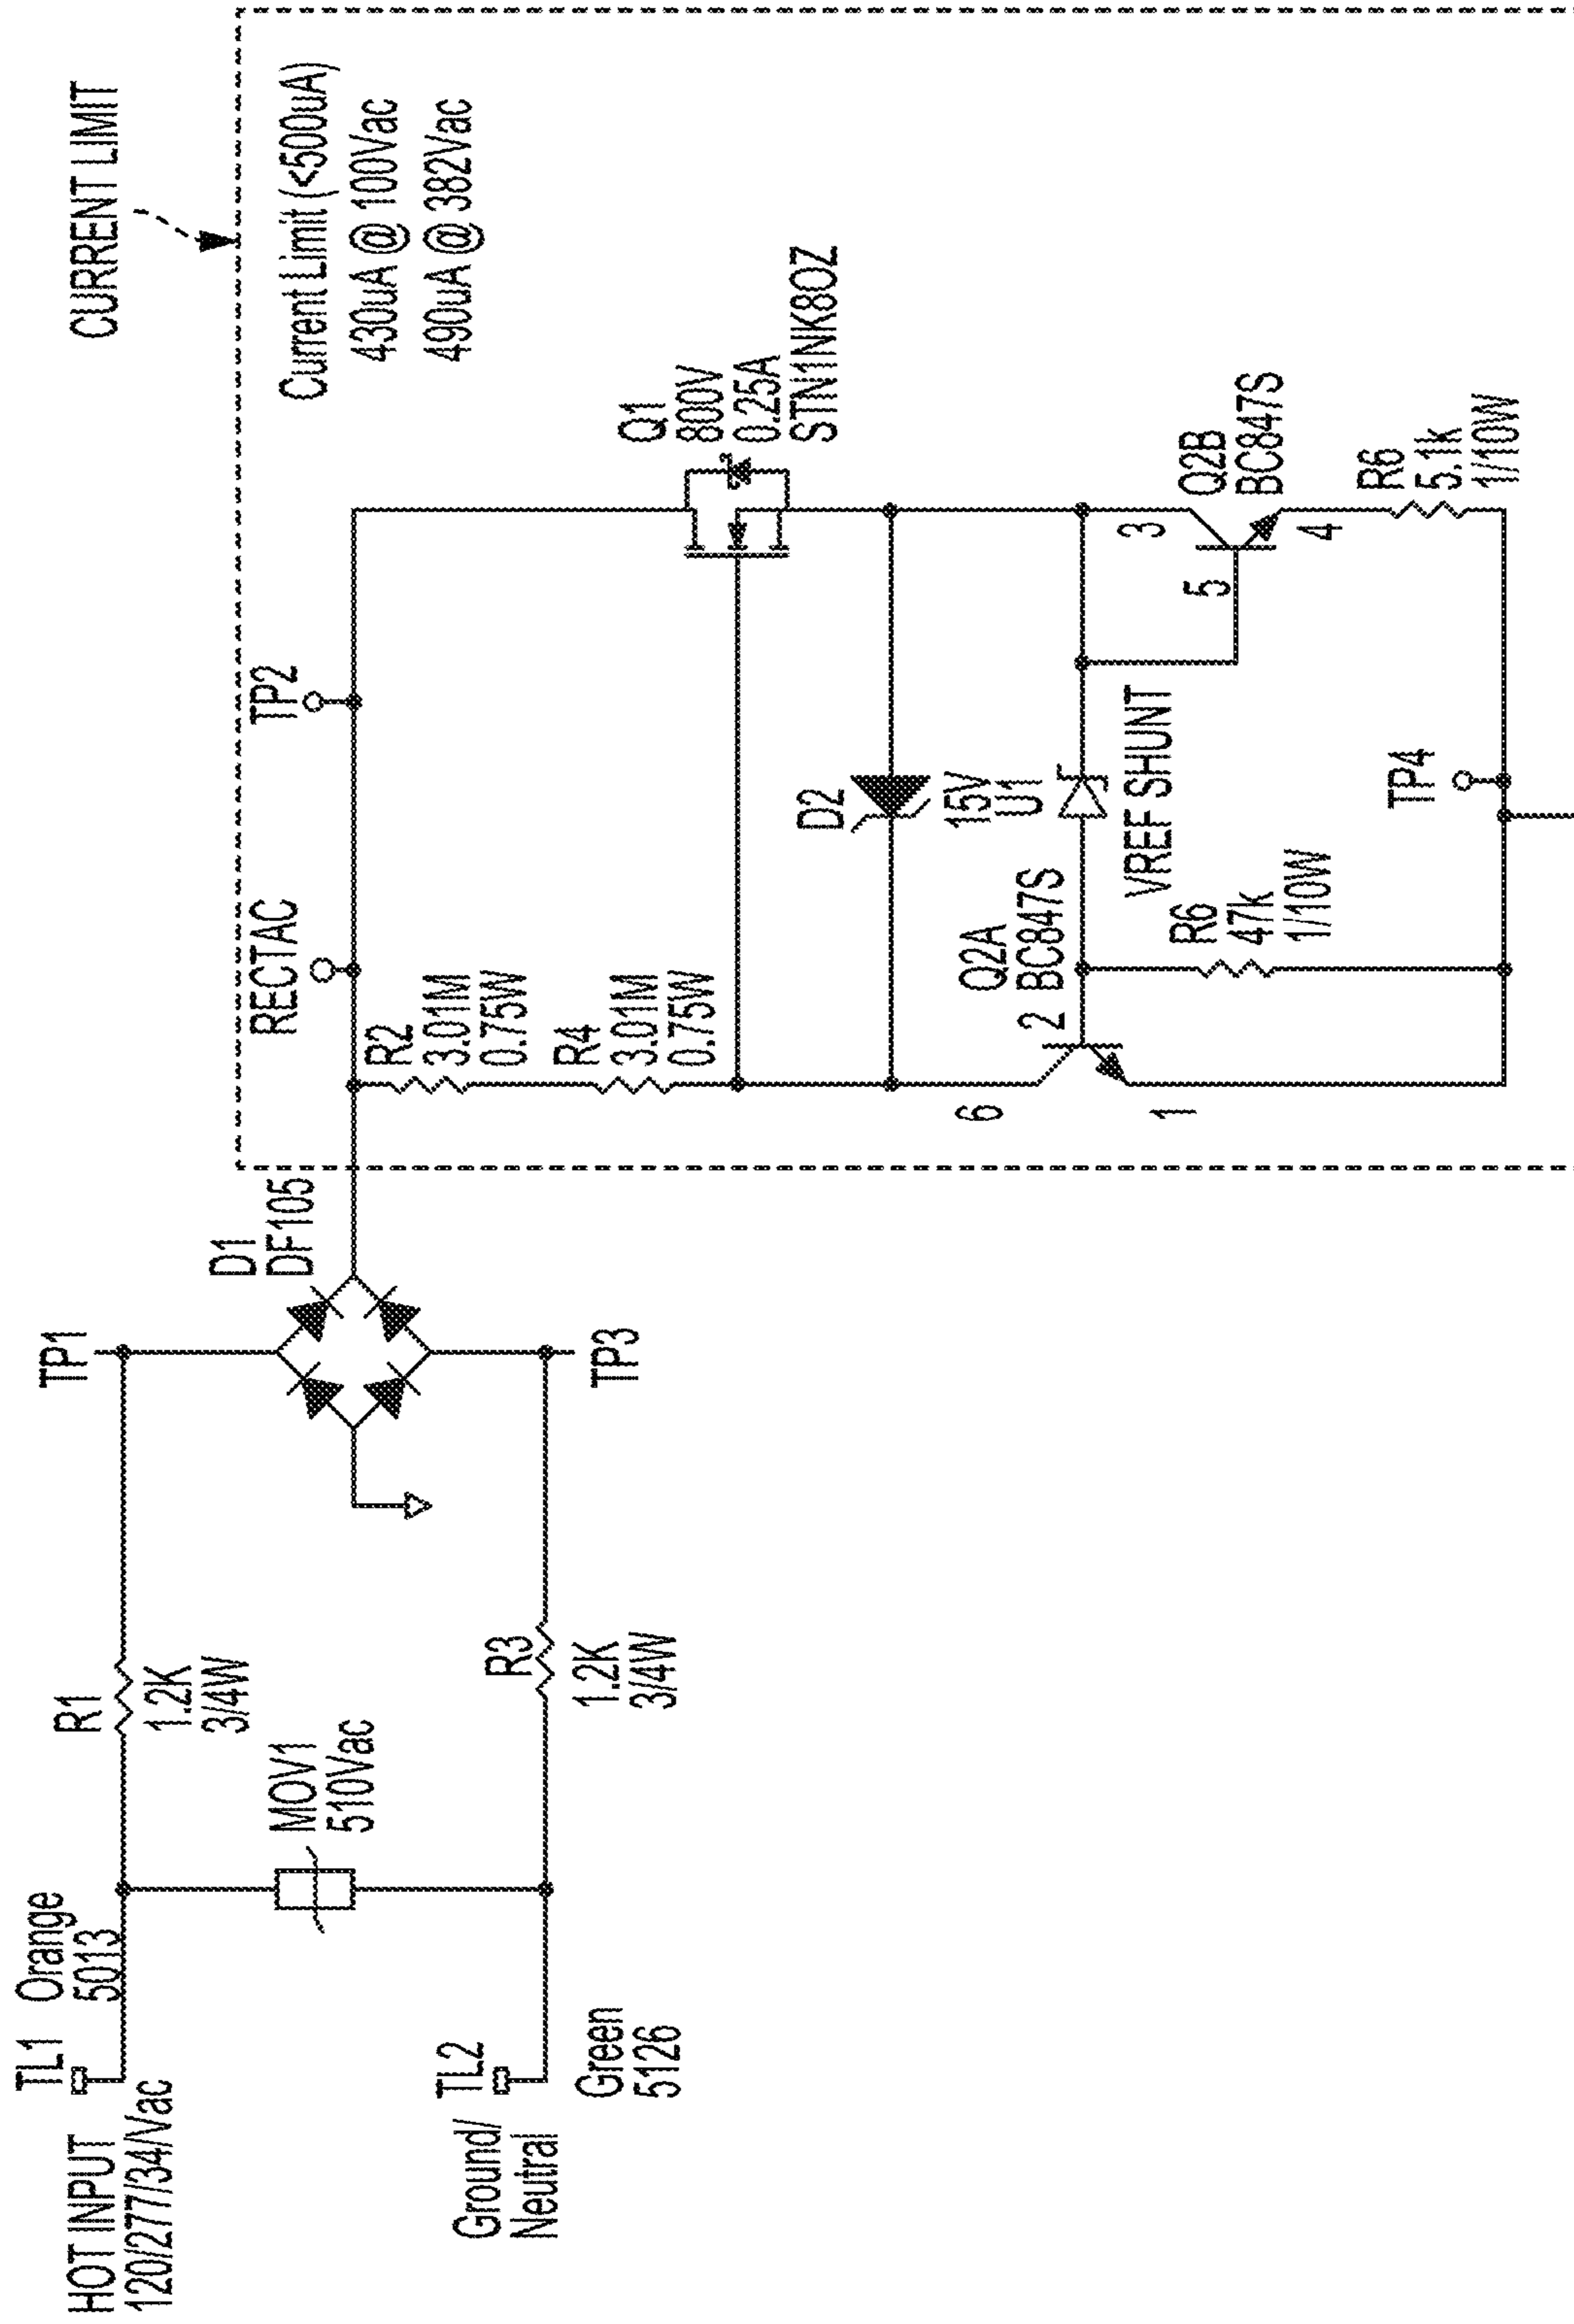 CURRENT LIMIT
HOT INPUT
120/277/34/Vac
TL1
Orange
5013
R1
1.2K
3/4W
TP1
MOV1
510Vac
Ground/
Neutral
TL2
Green
5126
R3
1.2K
3/4W
TP3
D1
DF105
RECTAC
TP2
Current Limit (<500uA)
430uA @ 100Vac
490uA @ 382Vac
R2
3.01M
0.75W
R4
3.01M
0.75W
Q1
800V
0.25A
STN1NK8OZ
D2
15V
U1
VREF SHUNT
6
2
1
Q2A
BC847S
R6
47k
1/10W
3
5
4
Q2B
BC847S
R6
5.1k
1/10W
TP4